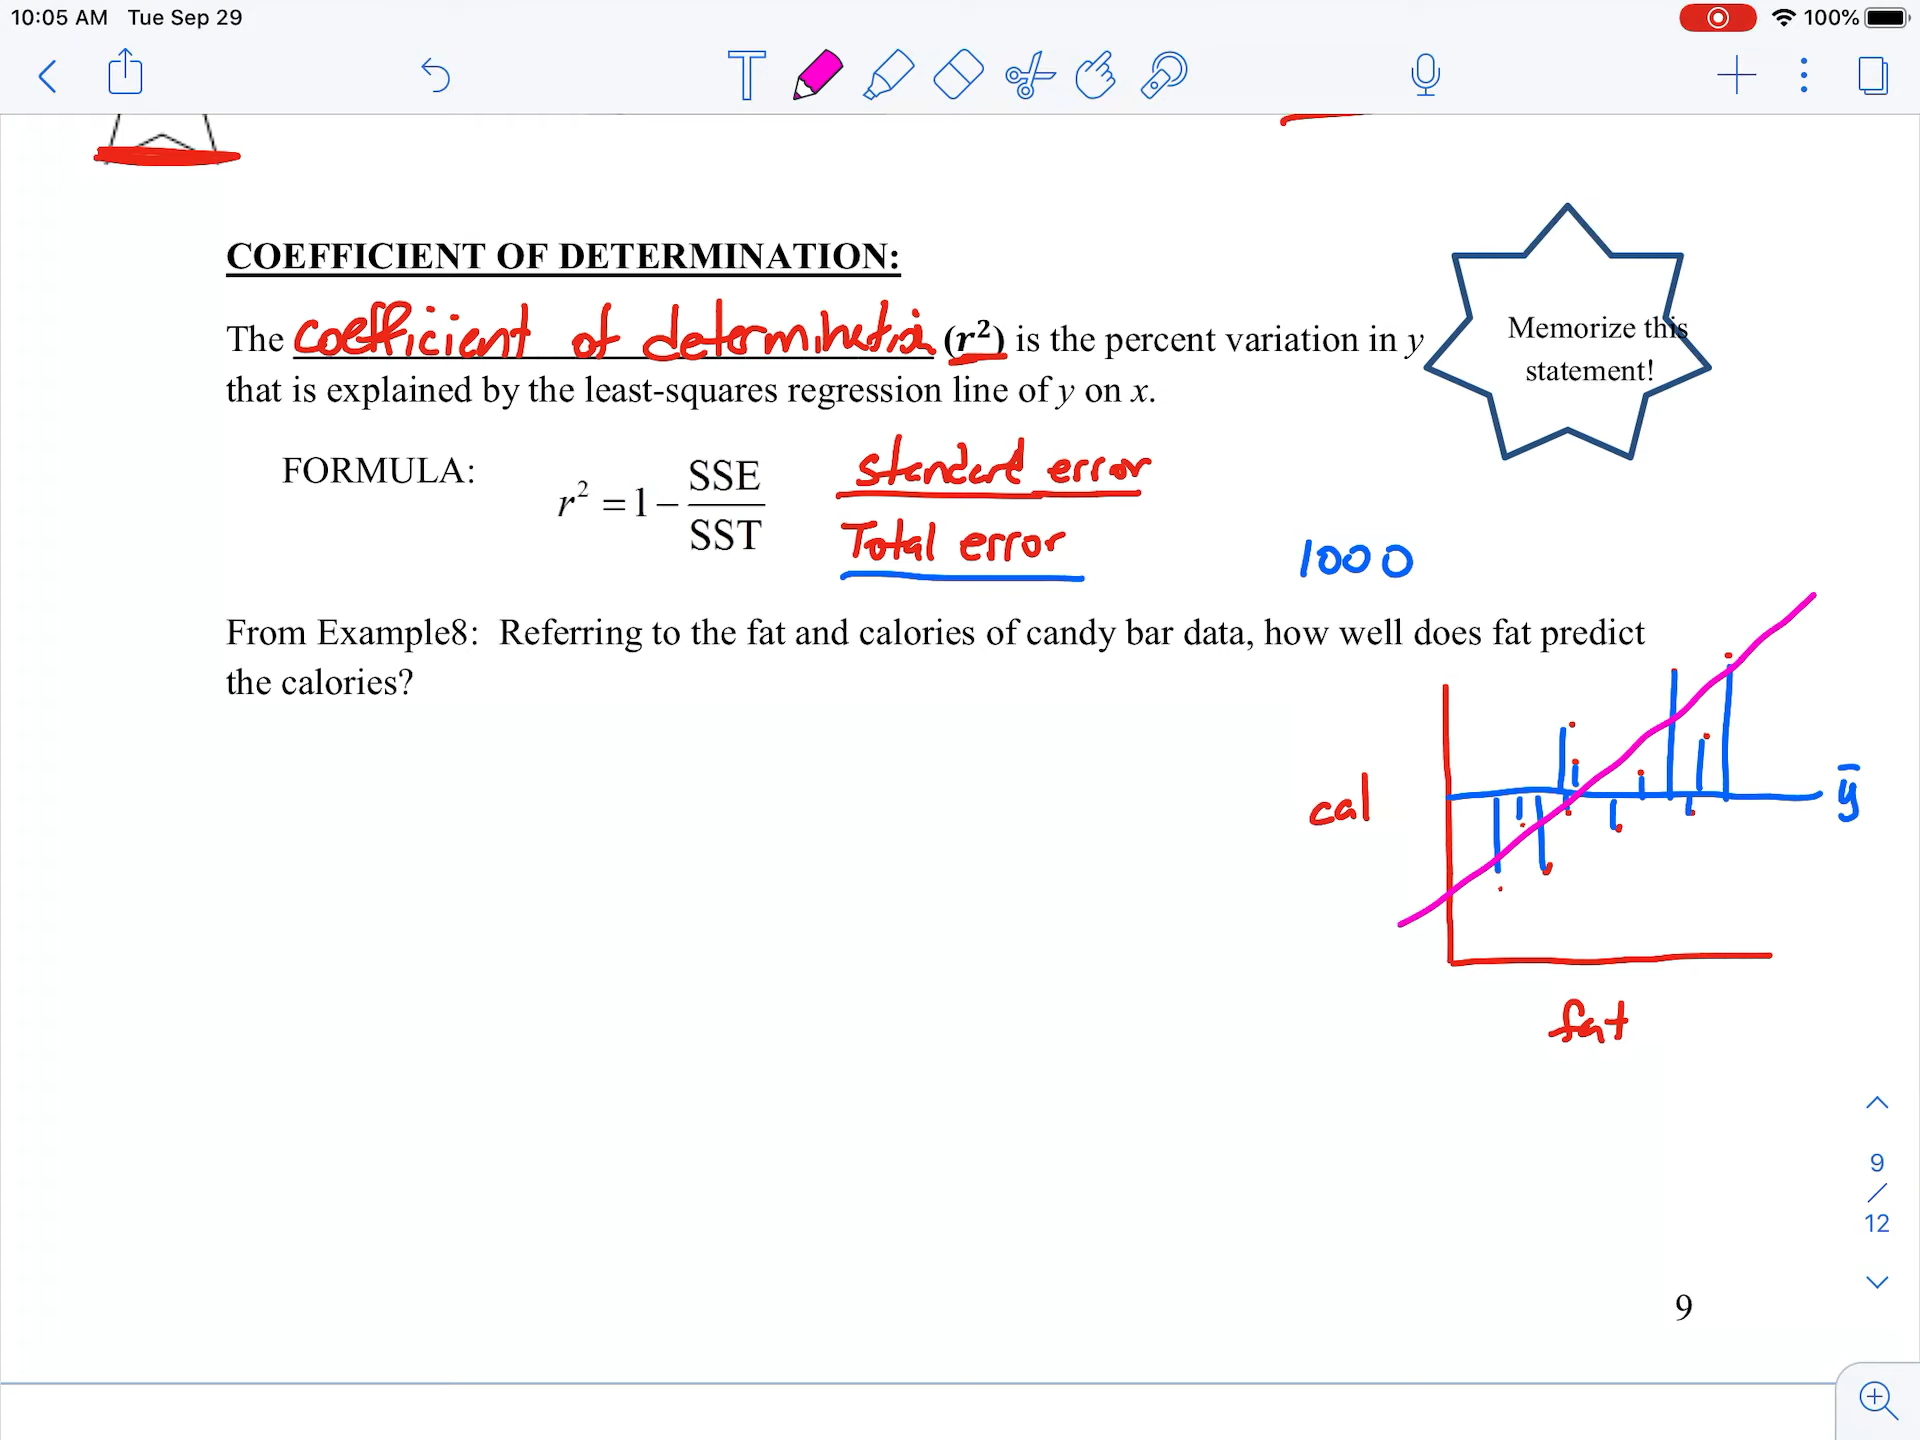 10:05 AM Tue Sep 29
100%
COEFFICIENT OF DETERMINATION:
The coefficient of determination (r²) is the percent variation in y
that is explained by the least-squares regression line of y on x.
Memorize this
statement!
FORMULA:
r² = 1 − SSE/SST
Standard error
Total error
1000
From Example8: Referring to the fat and calories of candy bar data, how well does fat predict
the calories?
cal
ȳ
fat
9
/
12
9